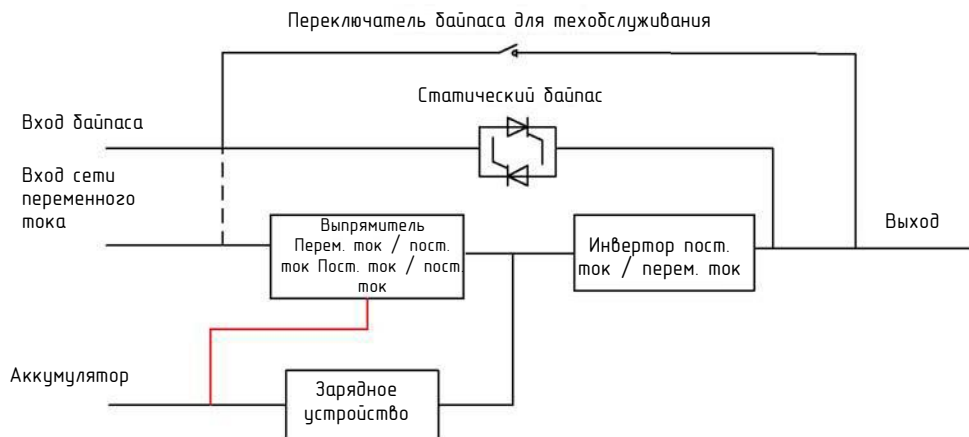 Переключатель байпаса для техобслуживания
Статический байпас
Вход байпаса
Вход сети
переменного
тока
Выпрямитель
Перем. ток / пост.
ток Пост. ток / пост.
ток
Инвертор пост.
ток / перем. ток
Выход
Аккумулятор
Зарядное
устройство